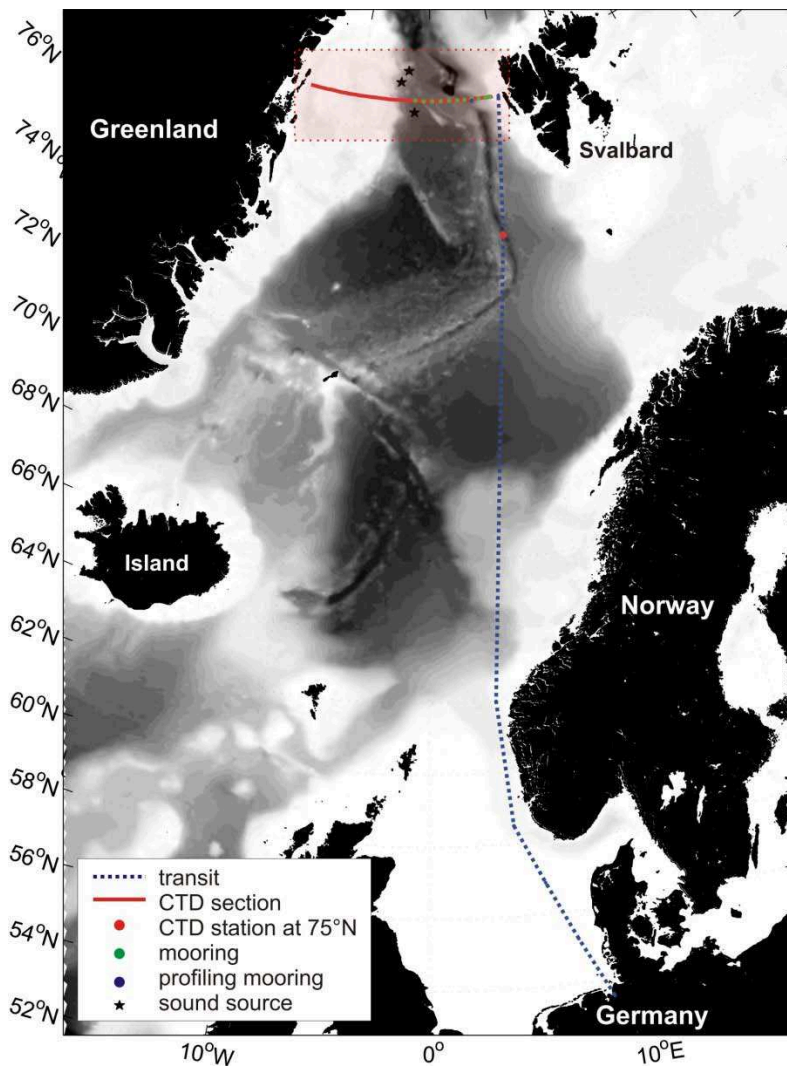 76°N
74°N
72°N
70°N
68°N
66°N
64°N
62°N
60°N
58°N
56°N
54°N
52°N
Greenland
Svalbard
Island
Norway
transit
CTD section
CTD station at 75°N
mooring
profiling mooring
sound source
Germany
10°W
0°
10°E